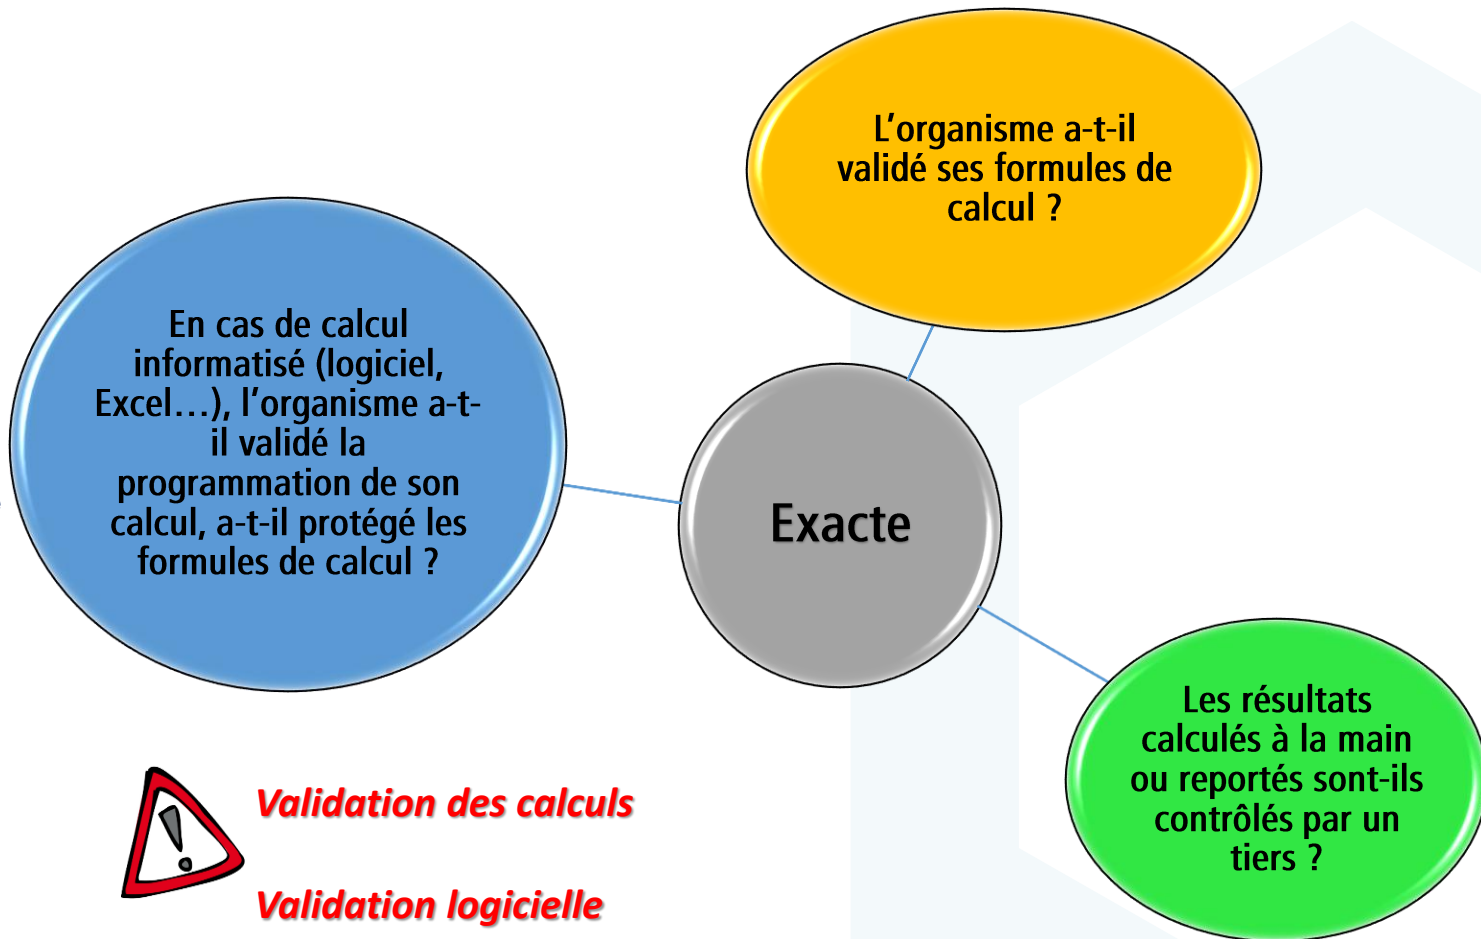 L'organisme a-t-il
validé ses formules de
calcul ?
En cas de calcul
informatisé (logiciel,
Excel…), l'organisme a-t-
il validé la
programmation de son
calcul, a-t-il protégé les
formules de calcul ?
Exacte
Les résultats
calculés à la main
ou reportés sont-ils
contrôlés par un
tiers ?
Validation des calculs
Validation logicielle